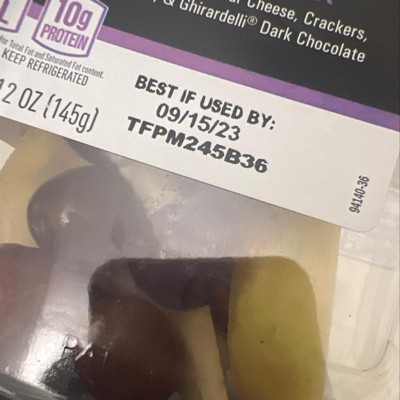 Cheese, Crackers,
& Ghirardelli® Dark Chocolate
10g
PROTEIN
for Total Fat and Saturated Fat content.
KEEP REFRIGERATED
2 OZ (145g)
BEST IF USED BY:
09/15/23
TFPM245B36
94140-36